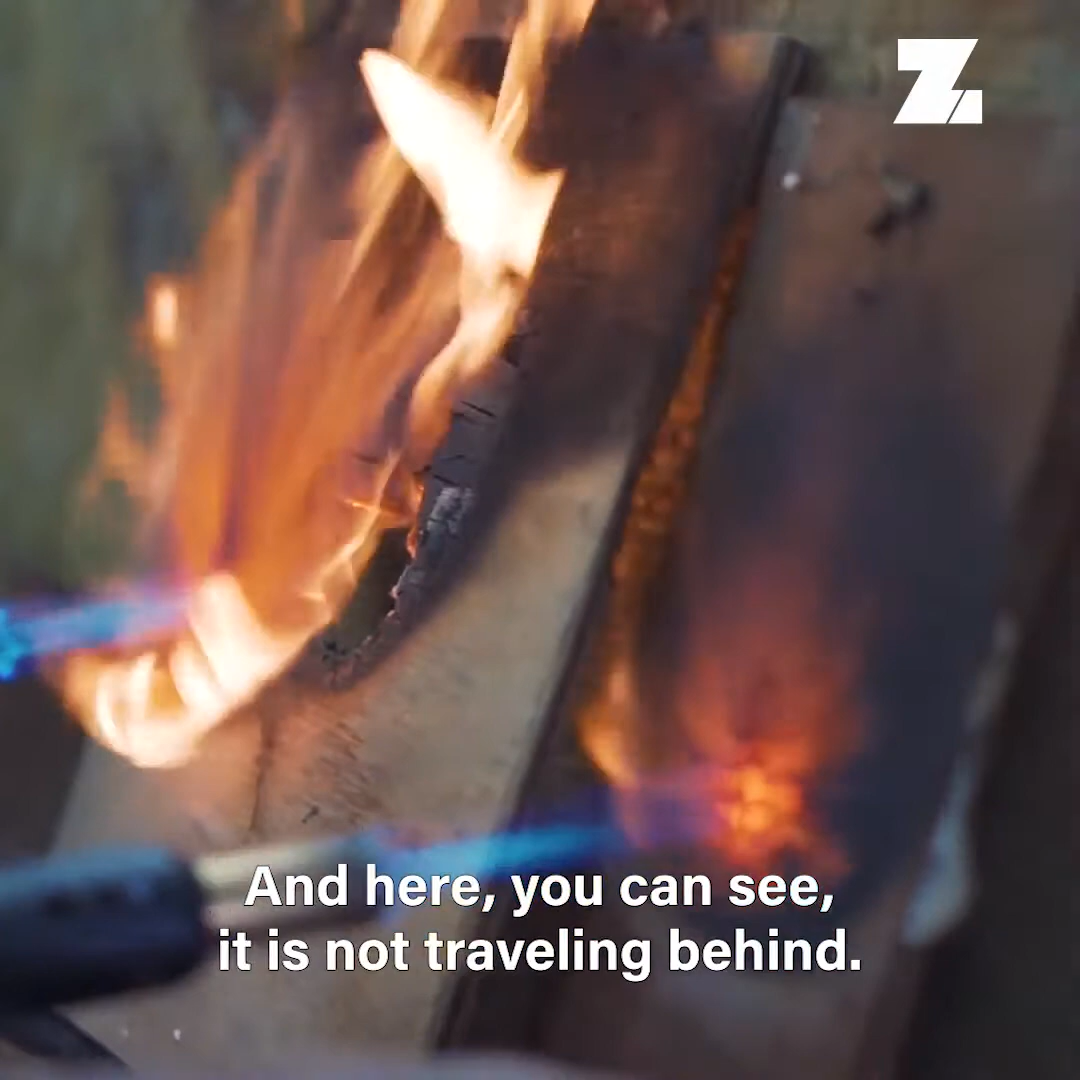 Z
And here, you can see,
it is not traveling behind.